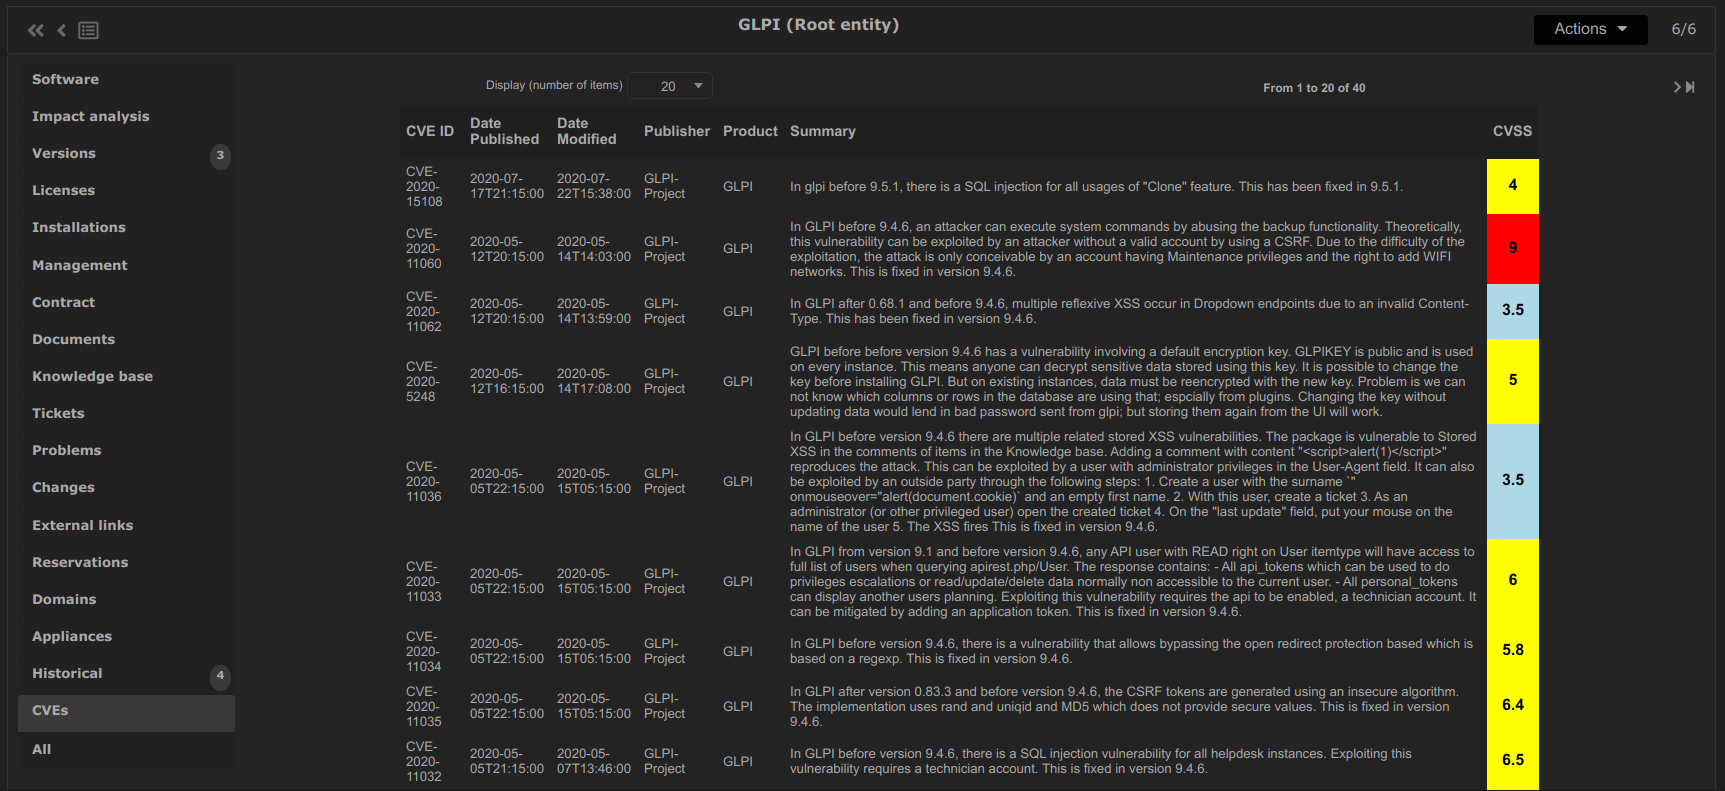 GLPI (Root entity)
Actions
6/6
Software
Impact analysis
Versions
3
Licenses
Installations
Management
Contract
Documents
Knowledge base
Tickets
Problems
Changes
External links
Reservations
Domains
Appliances
Historical
4
CVEs
All
Display (number of items)
20
From 1 to 20 of 40
CVE ID
Date
Published
Date
Modified
Publisher
Product
Summary
CVSS
CVE-
2020-
15108
2020-07-
17T21:15:00
2020-07-
22T15:38:00
GLPI-
Project
GLPI
In glpi before 9.5.1, there is a SQL injection for all usages of "Clone" feature. This has been fixed in 9.5.1.
4
CVE-
2020-
11060
2020-05-
12T20:15:00
2020-05-
14T14:03:00
GLPI-
Project
GLPI
In GLPI before 9.4.6, an attacker can execute system commands by abusing the backup functionality. Theoretically,
this vulnerability can be exploited by an attacker without a valid account by using a CSRF. Due to the difficulty of the
exploitation, the attack is only conceivable by an account having Maintenance privileges and the right to add WIFI
networks. This is fixed in version 9.4.6.
9
CVE-
2020-
11062
2020-05-
12T20:15:00
2020-05-
14T13:59:00
GLPI-
Project
GLPI
In GLPI after 0.68.1 and before 9.4.6, multiple reflexive XSS occur in Dropdown endpoints due to an invalid Content-
Type. This has been fixed in version 9.4.6.
3.5
CVE-
2020-
5248
2020-05-
12T16:15:00
2020-05-
14T17:08:00
GLPI-
Project
GLPI
GLPI before before version 9.4.6 has a vulnerability involving a default encryption key. GLPIKEY is public and is used
on every instance. This means anyone can decrypt sensitive data stored using this key. It is possible to change the
key before installing GLPI. But on existing instances, data must be reencrypted with the new key. Problem is we can
not know which columns or rows in the database are using that; espcially from plugins. Changing the key without
updating data would lend in bad password sent from glpi; but storing them again from the UI will work.
5
CVE-
2020-
11036
2020-05-
05T22:15:00
2020-05-
15T05:15:00
GLPI-
Project
GLPI
In GLPI before version 9.4.6 there are multiple related stored XSS vulnerabilities. The package is vulnerable to Stored
XSS in the comments of items in the Knowledge base. Adding a comment with content "<script>alert(1)</script>"
reproduces the attack. This can be exploited by a user with administrator privileges in the User-Agent field. It can also
be exploited by an outside party through the following steps: 1. Create a user with the surname `"
onmouseover="alert(document.cookie)` and an empty first name. 2. With this user, create a ticket 3. As an
administrator (or other privileged user) open the created ticket 4. On the "last update" field, put your mouse on the
name of the user 5. The XSS fires This is fixed in version 9.4.6.
3.5
CVE-
2020-
11033
2020-05-
05T22:15:00
2020-05-
15T05:15:00
GLPI-
Project
GLPI
In GLPI from version 9.1 and before version 9.4.6, any API user with READ right on User itemtype will have access to
full list of users when querying apirest.php/User. The response contains: - All api_tokens which can be used to do
privileges escalations or read/update/delete data normally non accessible to the current user. - All personal_tokens
can display another users planning. Exploiting this vulnerability requires the api to be enabled, a technician account. It
can be mitigated by adding an application token. This is fixed in version 9.4.6.
6
CVE-
2020-
11034
2020-05-
05T22:15:00
2020-05-
15T05:15:00
GLPI-
Project
GLPI
In GLPI before version 9.4.6, there is a vulnerability that allows bypassing the open redirect protection based which is
based on a regexp. This is fixed in version 9.4.6.
5.8
CVE-
2020-
11035
2020-05-
05T22:15:00
2020-05-
15T05:15:00
GLPI-
Project
GLPI
In GLPI after version 0.83.3 and before version 9.4.6, the CSRF tokens are generated using an insecure algorithm.
The implementation uses rand and uniqid and MD5 which does not provide secure values. This is fixed in version
9.4.6.
6.4
CVE-
2020-
11032
2020-05-
05T21:15:00
2020-05-
07T13:46:00
GLPI-
Project
GLPI
In GLPI before version 9.4.6, there is a SQL injection vulnerability for all helpdesk instances. Exploiting this
vulnerability requires a technician account. This is fixed in version 9.4.6.
6.5